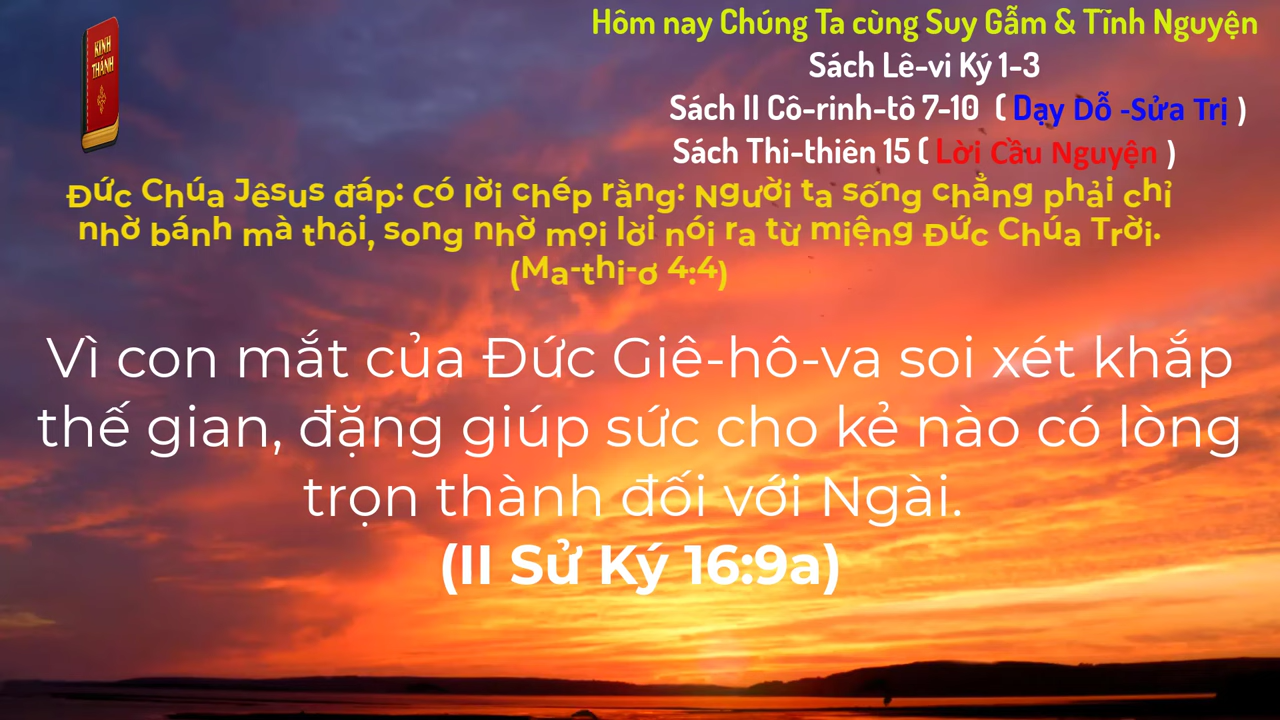 KINH
THÁNH
Hôm nay Chúng Ta cùng Suy Gẫm & Tĩnh Nguyện
Sách Lê-vi Ký 1-3
Sách II Cô-rinh-tô 7-10 ( Dạy Dỗ -Sửa Trị )
Sách Thi-thiên 15 ( Lời Cầu Nguyện )
Đức Chúa Jêsus đáp: Có lời chép rằng: Người ta sống chẳng phải chỉ
nhờ bánh mà thôi, song nhờ mọi lời nói ra từ miệng Đức Chúa Trời.
(Ma-thi-ơ 4:4)
Vì con mắt của Đức Giê-hô-va soi xét khắp
thế gian, đặng giúp sức cho kẻ nào có lòng
trọn thành đối với Ngài.
(II Sử Ký 16:9a)